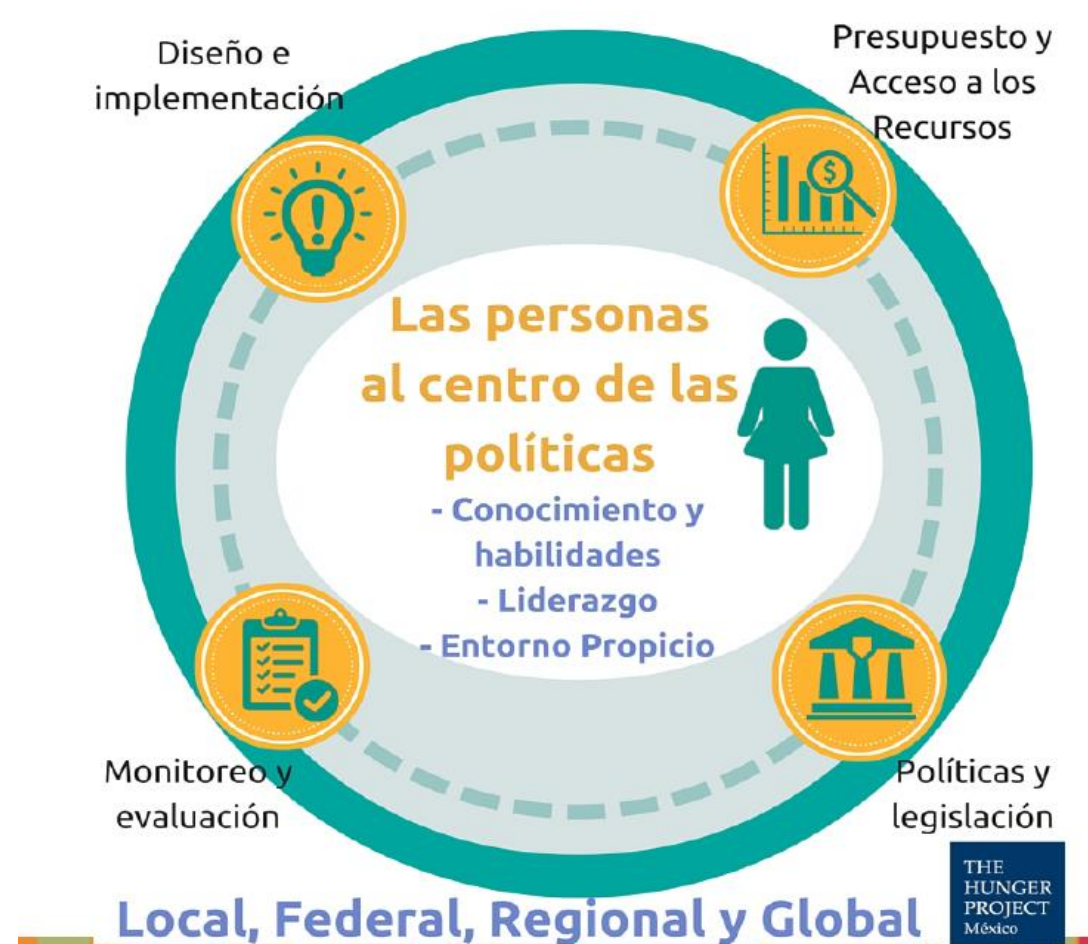 Diseño e
implementación
Presupuesto y
Acceso a los
Recursos
$
Las personas
al centro de las
políticas
- Conocimiento y
habilidades
- Liderazgo
- Entorno Propicio
Monitoreo y
evaluación
Políticas y
legislación
Local, Federal, Regional y Global
THE
HUNGER
PROJECT
México